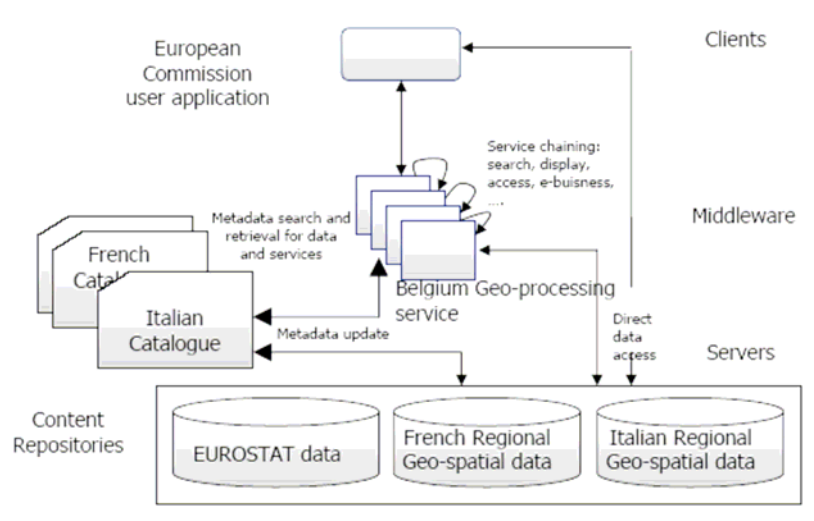 European
Commission
user application
Clients
Service chaining:
search, display,
access, e-buisness,
....
Middleware
Metadata search and
retrieval for data
and services
French
Catal
Italian
Catalogue
Belgium Geo-processing
service
Metadata update
Direct
data
access
Servers
Content
Repositories
EUROSTAT data
French Regional
Geo-spatial data
Italian Regional
Geo-spatial data